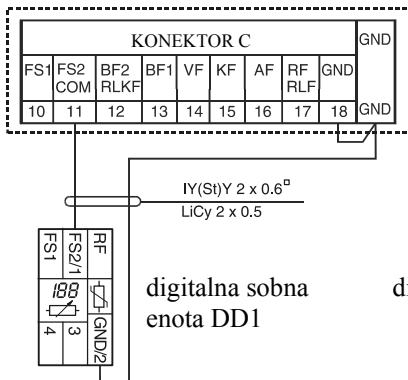 KONEKTOR C
GND
FS1 FS2 BF2 BF1 VF KF AF RF GND
COM RLKF RLF
10 11 12 13 14 15 16 17 18 GND
IY(St)Y 2 x 0.6¤
LiCy 2 x 0.5
FS1 FS2/1 RF
188
4 3 GND/2
digitalna sobna di
enota DD1